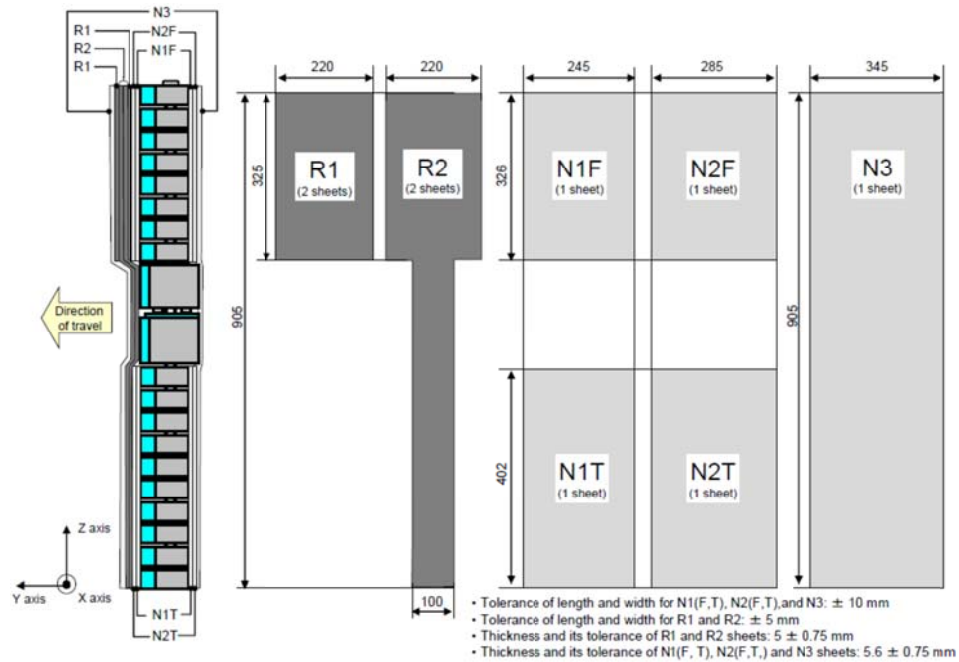 N3
R1
N2F
R2
N1F
R1
220
220
245
285
345
R1
(2 sheets)
R2
(2 sheets)
N1F
(1 sheet)
N2F
(1 sheet)
N3
(1 sheet)
325
326
905
905
Direction
of travel
402
N1T
(1 sheet)
N2T
(1 sheet)
Z axis
Y axis
X axis
N1T
N2T
100
• Tolerance of length and width for N1(F,T), N2(F,T),and N3: ± 10 mm
• Tolerance of length and width for R1 and R2: ± 5 mm
• Thickness and its tolerance of R1 and R2 sheets: 5 ± 0.75 mm
• Thickness and its tolerance of N1(F, T), N2(F,T,) and N3 sheets: 5.6 ± 0.75 mm